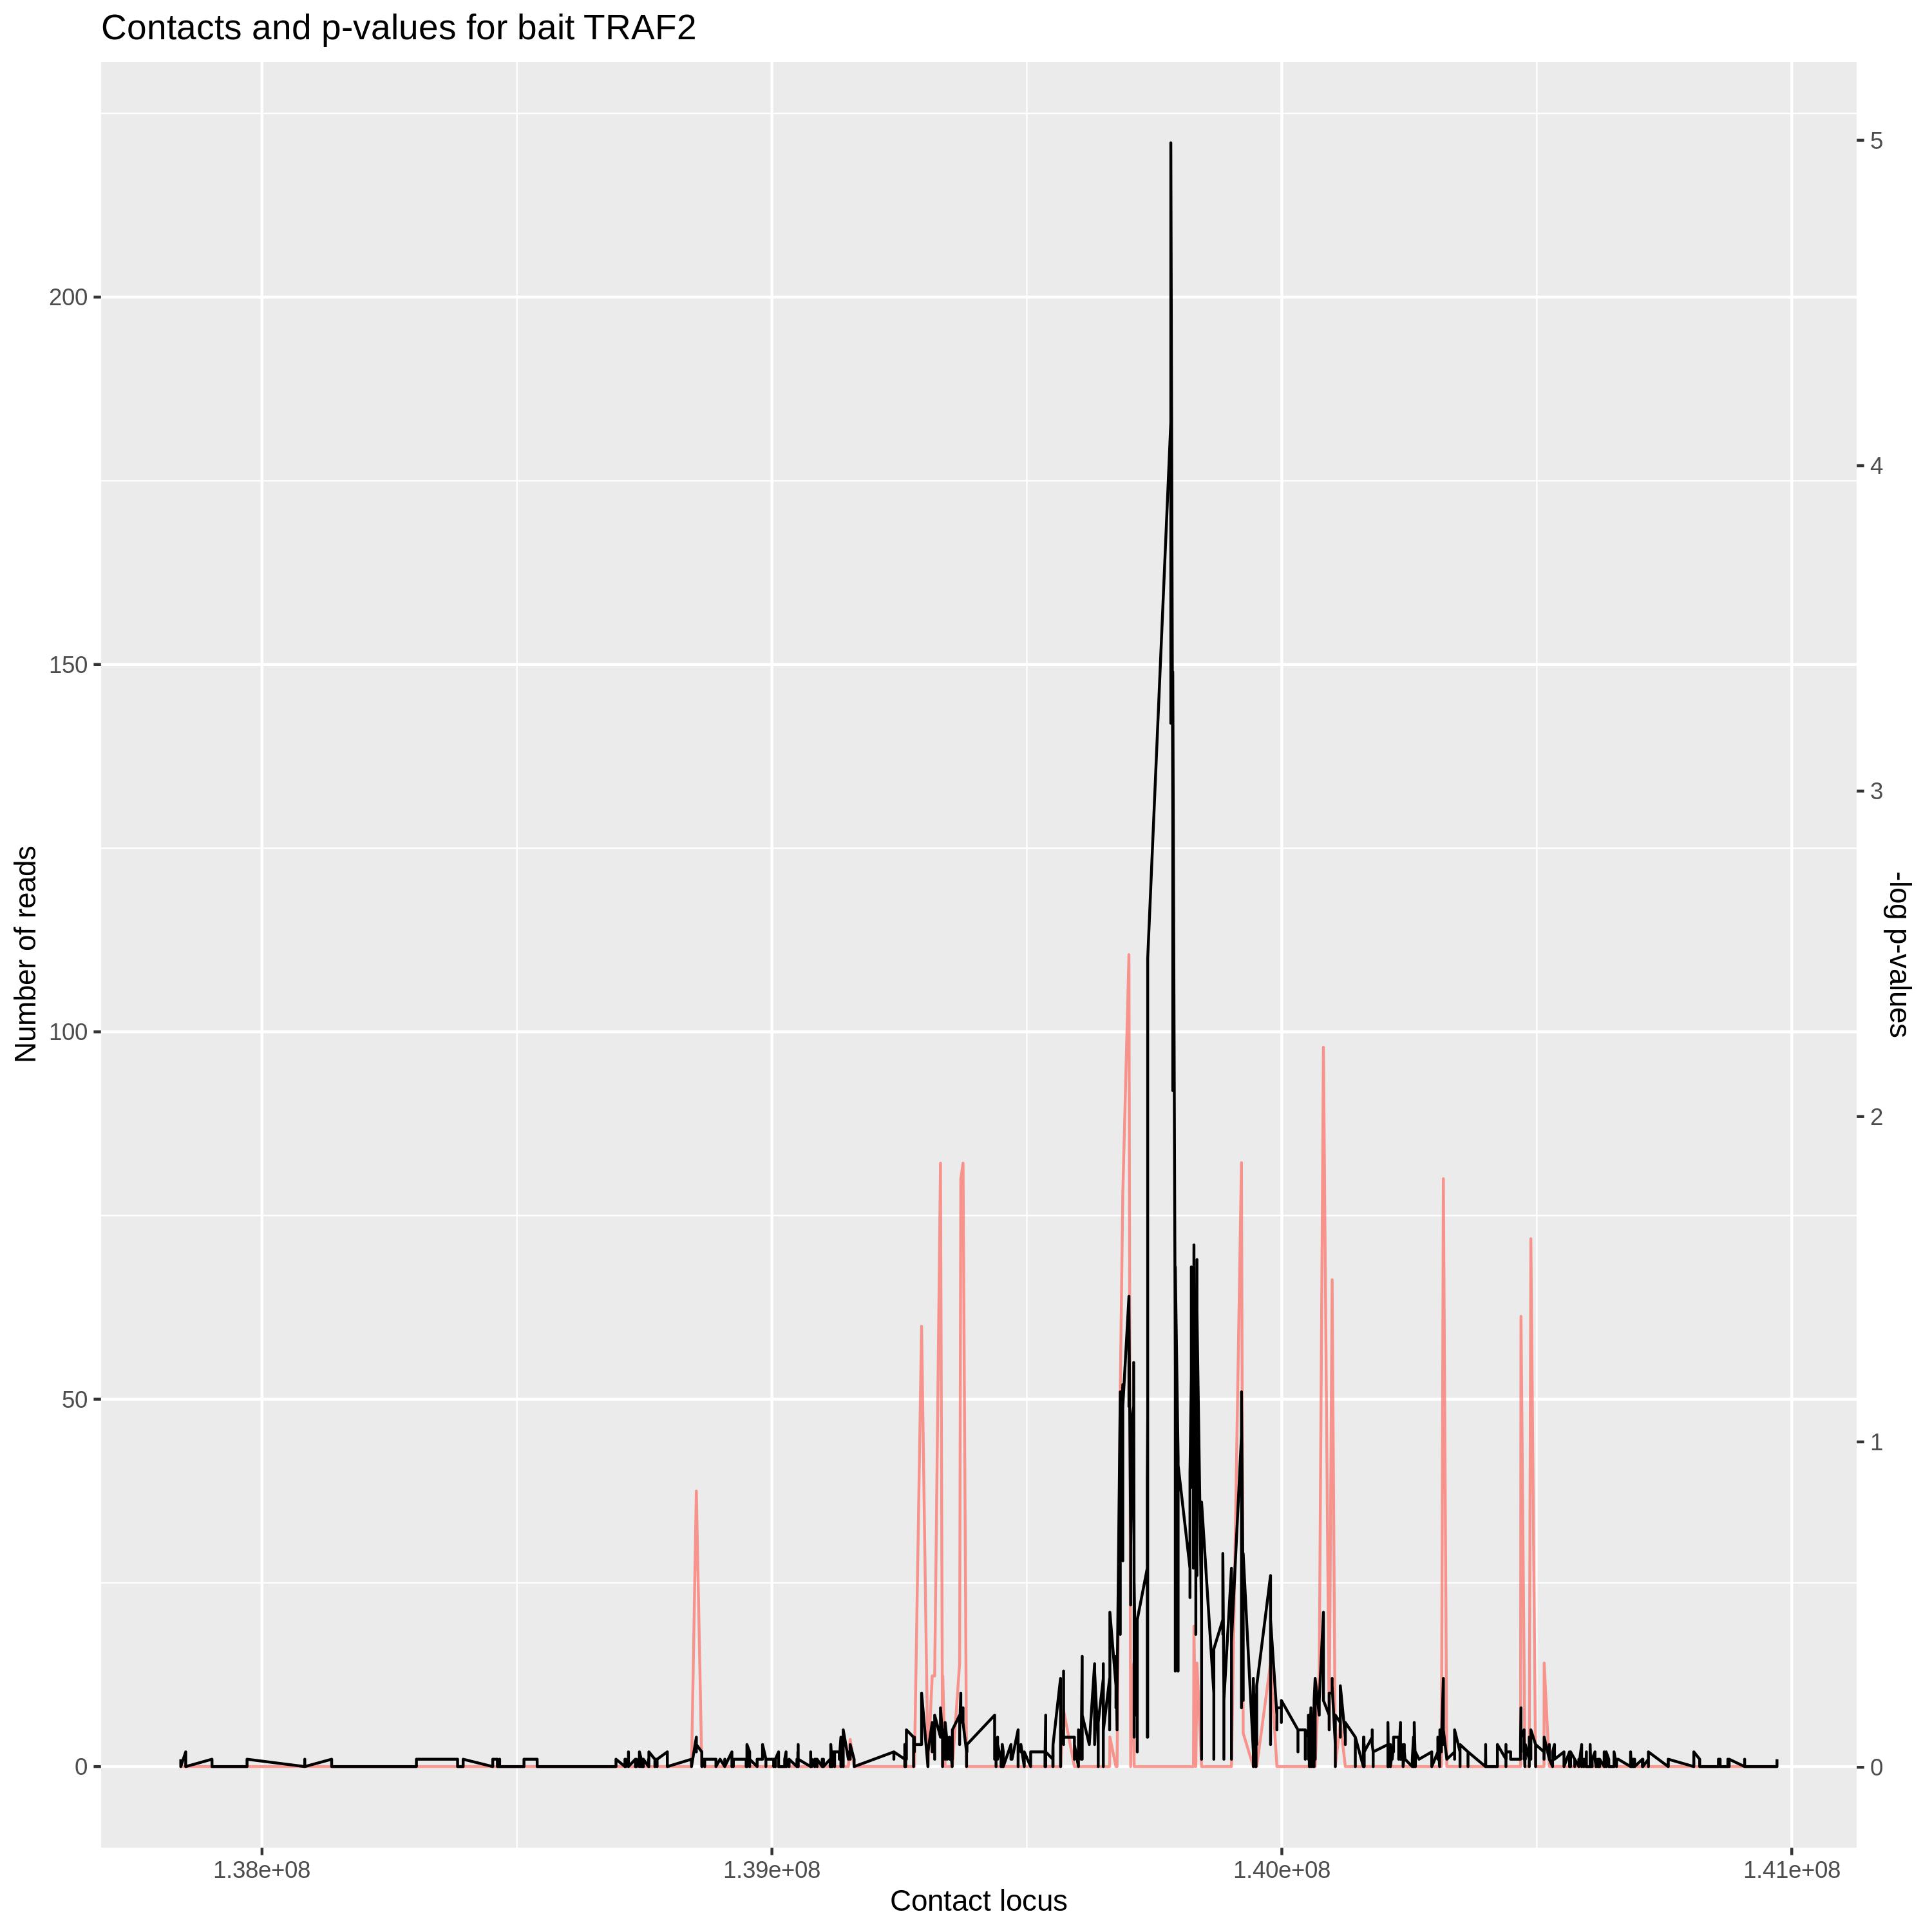 Contacts and p-values for bait TRAF2
Number of reads
200
150
100
50
0
5
4
3
2
1
0
-log p-values
1.38e+08
1.39e+08
1.40e+08
1.41e+08
Contact locus